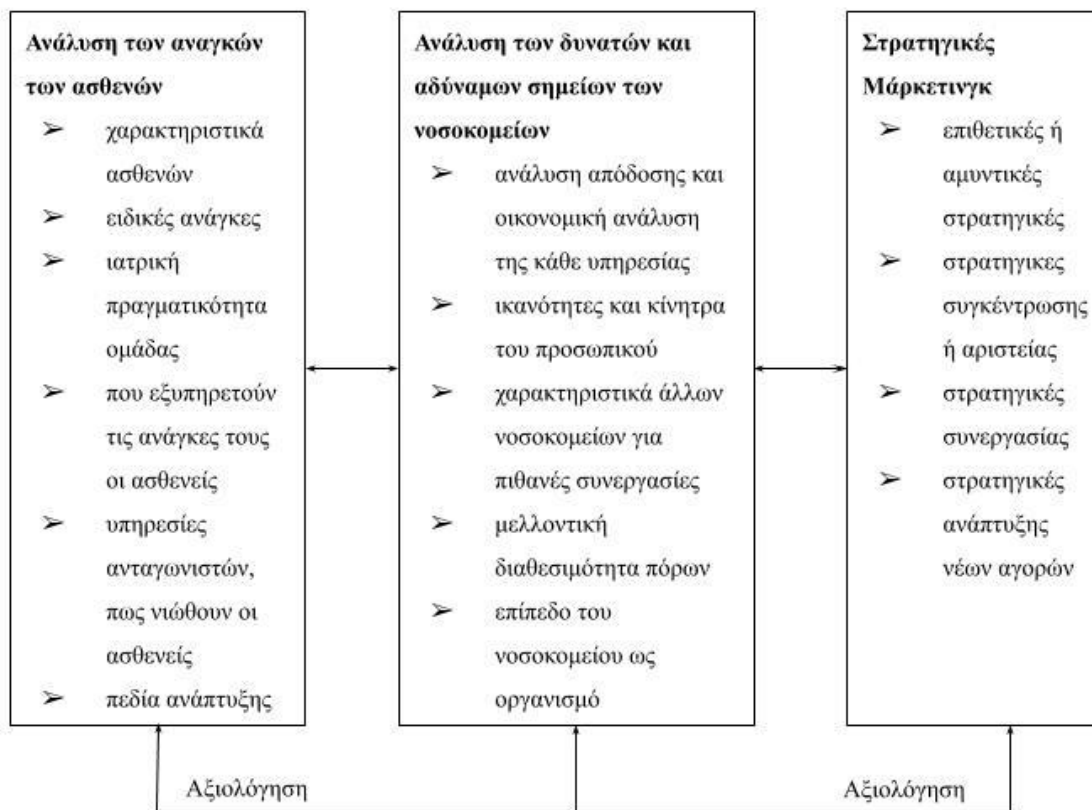 Ανάλυση των αναγκών
των ασθενών
➢ χαρακτηριστικά
ασθενών
➢ ειδικές ανάγκες
➢ ιατρική
πραγματικότητα
ομάδας
➢ που εξυπηρετούν
τις ανάγκες τους
οι ασθενείς
➢ υπηρεσίες
ανταγωνιστών,
πως νιώθουν οι
ασθενείς
➢ πεδία ανάπτυξης
Ανάλυση των δυνατών και
αδύναμων σημείων των
νοσοκομείων
➢ ανάλυση απόδοσης και
οικονομική ανάλυση
της κάθε υπηρεσίας
➢ ικανότητες και κίνητρα
του προσωπικού
➢ χαρακτηριστικά άλλων
νοσοκομείων για
πιθανές συνεργασίες
➢ μελλοντική
διαθεσιμότητα πόρων
➢ επίπεδο του
νοσοκομείου ως
οργανισμό
Στρατηγικές
Μάρκετινγκ
➢ επιθετικές ή
αμυντικές
στρατηγικές
➢ στρατηγικες
συγκέντρωσης
ή αριστείας
➢ στρατηγικές
συνεργασίας
➢ στρατηγικές
ανάπτυξης
νέων αγορών
Αξιολόγηση
Αξιολόγηση